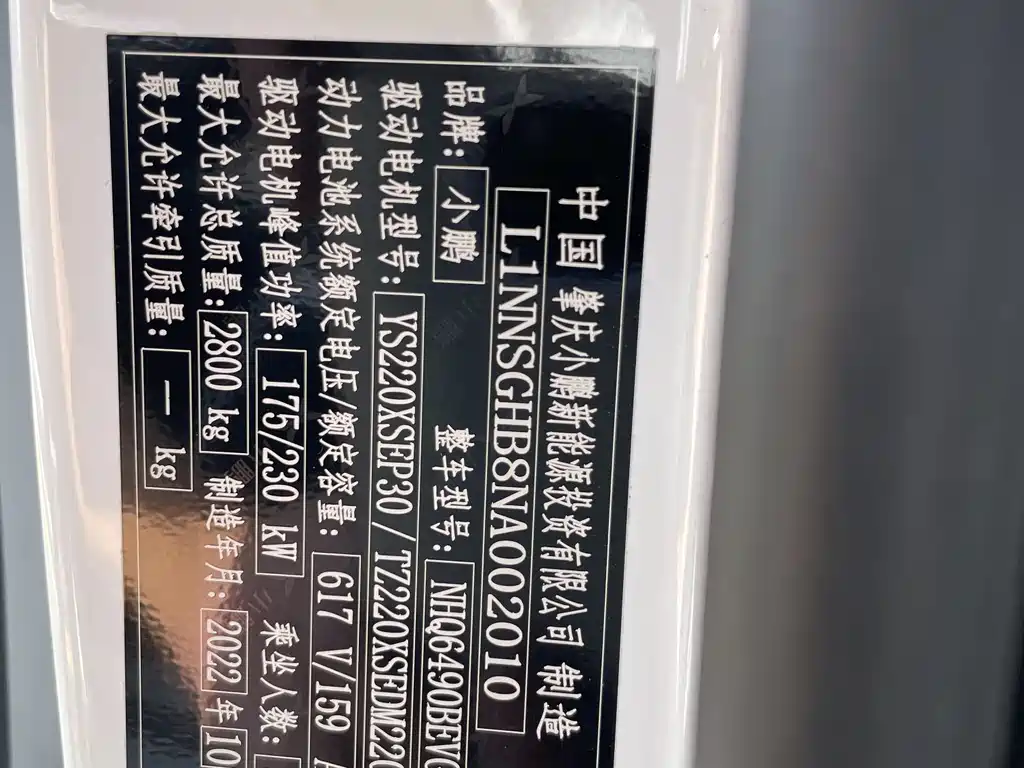 中国 肇庆小鹏新能源投资有限公司 制造
L1NNSGHB8NA002010
品牌: 小鹏 整车型号: NHQ6490BEV
驱动电机型号: YS220XSEP30 / TZ220XSEDM22
动力电池系统额定电压/额定容量: 617 V/159
驱动电机峰值功率: 175/230 kW 乘坐人数:
最大允许总质量: 2800 kg 制造年月: 2022 年 10
最大允许牵引质量: — kg